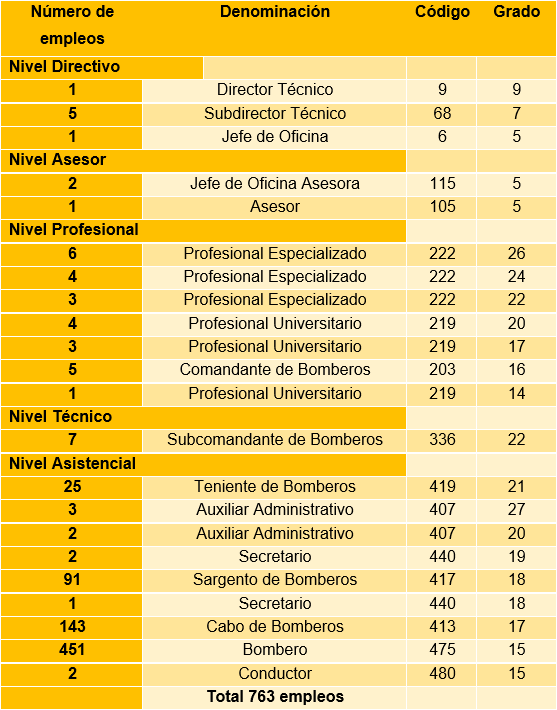 Número de empleos Denominación Código Grado
Nivel Directivo
1 Director Técnico 9 9
5 Subdirector Técnico 68 7
1 Jefe de Oficina 6 5
Nivel Asesor
2 Jefe de Oficina Asesora 115 5
1 Asesor 105 5
Nivel Profesional
6 Profesional Especializado 222 26
4 Profesional Especializado 222 24
3 Profesional Especializado 222 22
4 Profesional Universitario 219 20
3 Profesional Universitario 219 17
5 Comandante de Bomberos 203 16
1 Profesional Universitario 219 14
Nivel Técnico
7 Subcomandante de Bomberos 336 22
Nivel Asistencial
25 Teniente de Bomberos 419 21
3 Auxiliar Administrativo 407 27
2 Auxiliar Administrativo 407 20
2 Secretario 440 19
91 Sargento de Bomberos 417 18
1 Secretario 440 18
143 Cabo de Bomberos 413 17
451 Bombero 475 15
2 Conductor 480 15
Total 763 empleos